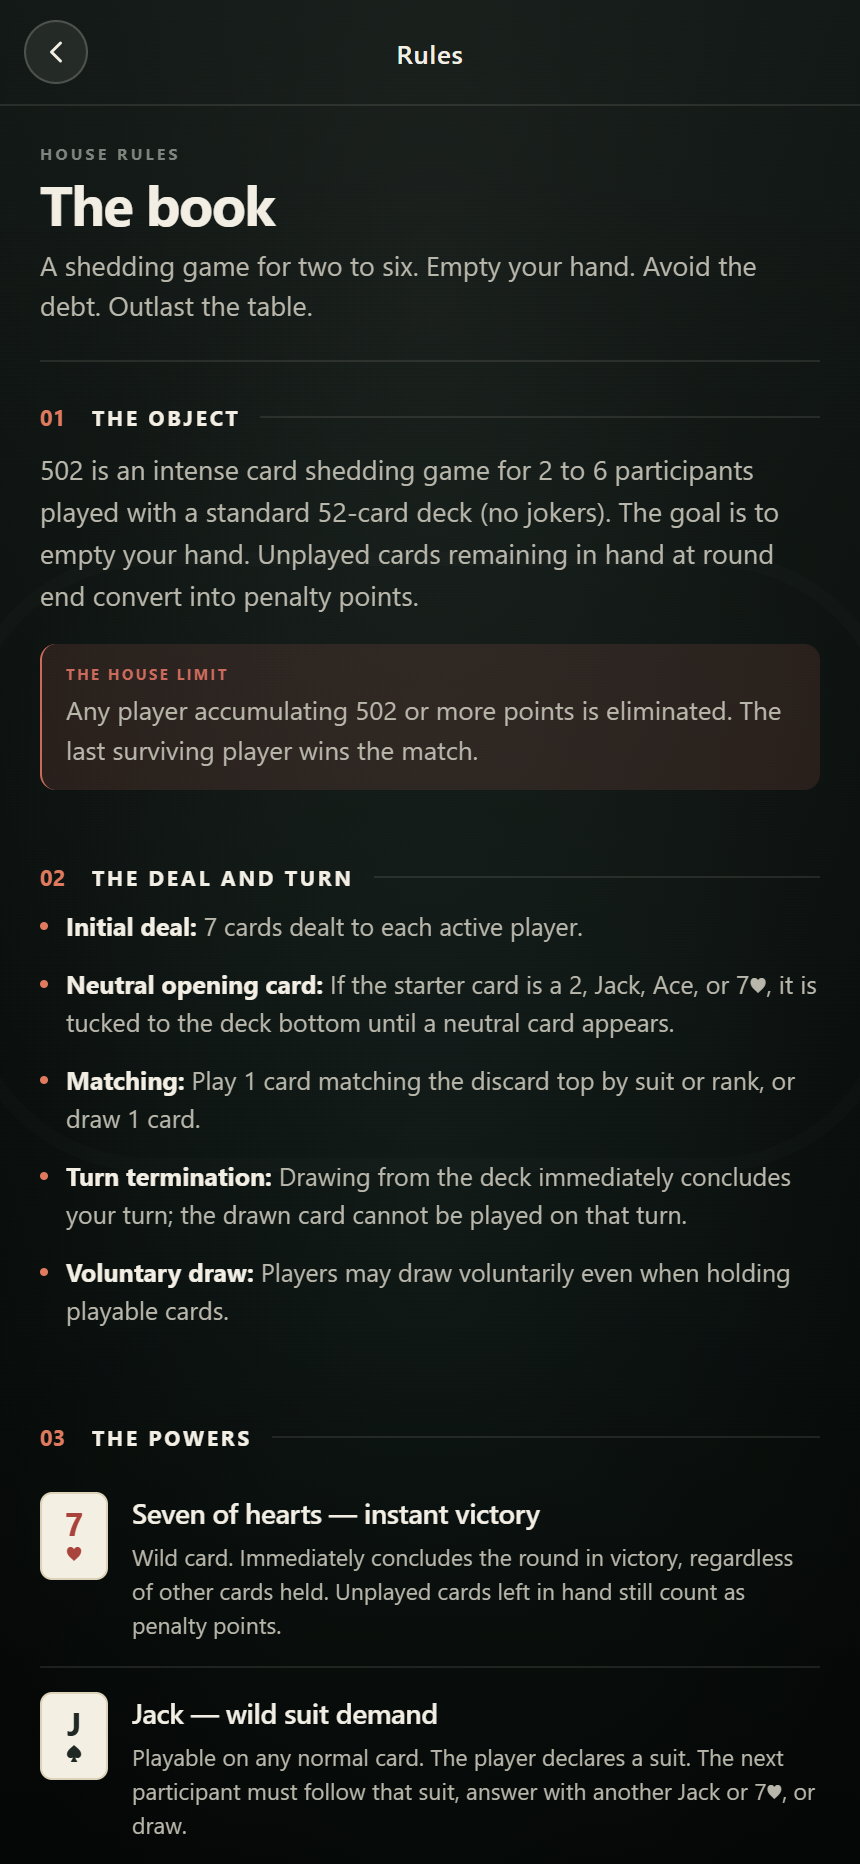 Rules
HOUSE RULES
The book
A shedding game for two to six. Empty your hand. Avoid the
debt. Outlast the table.
01 THE OBJECT
502 is an intense card shedding game for 2 to 6 participants
played with a standard 52-card deck (no jokers). The goal is to
empty your hand. Unplayed cards remaining in hand at round
end convert into penalty points.
THE HOUSE LIMIT
Any player accumulating 502 or more points is eliminated. The
last surviving player wins the match.
02 THE DEAL AND TURN
• Initial deal: 7 cards dealt to each active player.
• Neutral opening card: If the starter card is a 2, Jack, Ace, or 7♥, it is
tucked to the deck bottom until a neutral card appears.
• Matching: Play 1 card matching the discard top by suit or rank, or
draw 1 card.
• Turn termination: Drawing from the deck immediately concludes
your turn; the drawn card cannot be played on that turn.
• Voluntary draw: Players may draw voluntarily even when holding
playable cards.
03 THE POWERS
7♥
Seven of hearts — instant victory
Wild card. Immediately concludes the round in victory, regardless
of other cards held. Unplayed cards left in hand still count as
penalty points.
J♠
Jack — wild suit demand
Playable on any normal card. The player declares a suit. The next
participant must follow that suit, answer with another Jack or 7♥, or
draw.